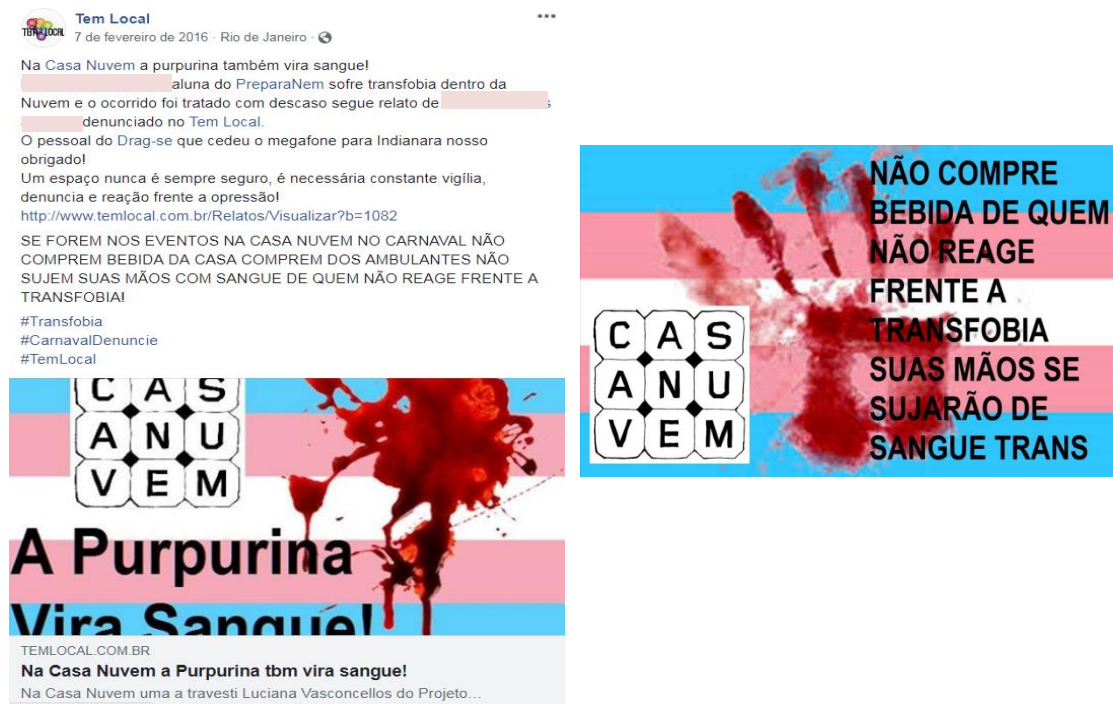 TEM LOCAL
Tem Local
7 de fevereiro de 2016 · Rio de Janeiro ·
Na Casa Nuvem a purpurina também vira sangue!
aluna do PreparaNem sofre transfobia dentro da
Nuvem e o ocorrido foi tratado com descaso segue relato de s
denunciado no Tem Local.
O pessoal do Drag-se que cedeu o megafone para Indianara nosso
obrigado!
Um espaço nunca é sempre seguro, é necessária constante vigília,
denuncia e reação frente a opressão!
http://www.temlocal.com.br/Relatos/Visualizar?b=1082
SE FOREM NOS EVENTOS NA CASA NUVEM NO CARNAVAL NÃO
COMPREM BEBIDA DA CASA COMPREM DOS AMBULANTES NÃO
SUJEM SUAS MÃOS COM SANGUE DE QUEM NÃO REAGE FRENTE A
TRANSFOBIA!
#Transfobia
#CarnavalDenuncie
#TemLocal
C A S
A N U
V E M
A Purpurina
Vira Sangue!
TEMLOCAL.COM.BR
Na Casa Nuvem a Purpurina tbm vira sangue!
Na Casa Nuvem uma a travesti Luciana Vasconcellos do Projeto...
C A S
A N U
V E M
NÃO COMPRE
BEBIDA DE QUEM
NÃO REAGE
FRENTE A
TRANSFOBIA
SUAS MÃOS SE
SUJARÃO DE
SANGUE TRANS